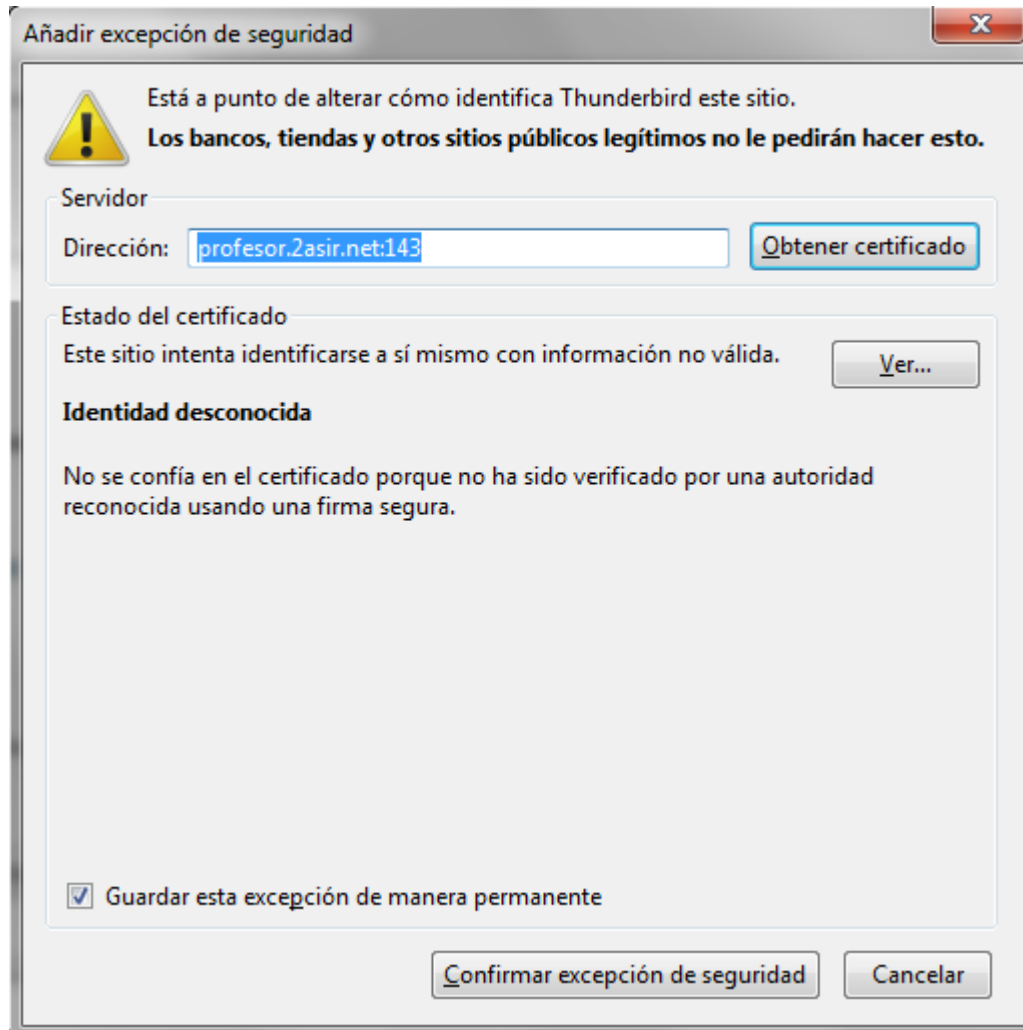 Añadir excepción de seguridad
Está a punto de alterar cómo identifica Thunderbird este sitio.
Los bancos, tiendas y otros sitios públicos legítimos no le pedirán hacer esto.
Servidor
Dirección: profesor.2asir.net:143 Obtener certificado
Estado del certificado
Este sitio intenta identificarse a sí mismo con información no válida. Ver...
Identidad desconocida
No se confía en el certificado porque no ha sido verificado por una autoridad
reconocida usando una firma segura.
Guardar esta excepción de manera permanente
Confirmar excepción de seguridad Cancelar